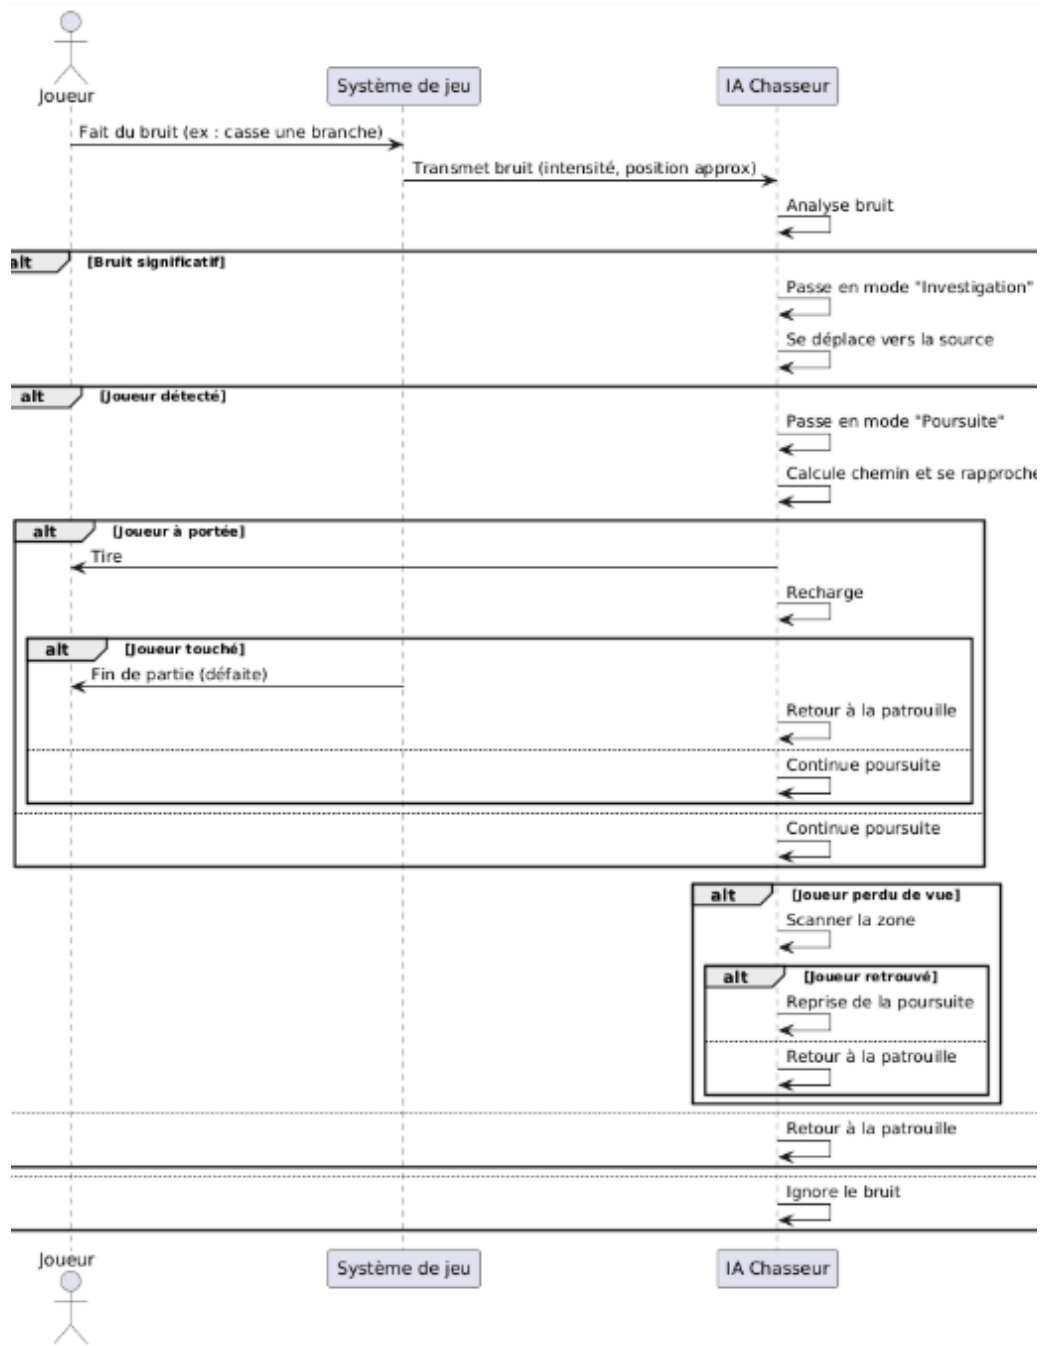 Joueur
Système de jeu
IA Chasseur
Fait du bruit (ex : casse une branche)
Transmet bruit (intensité, position approx)
Analyse bruit
alt [Bruit significatif]
Passe en mode "Investigation"
Se déplace vers la source
alt [Joueur détecté]
Passe en mode "Poursuite"
Calcule chemin et se rapproche
alt [Joueur à portée]
Tire
Recharge
alt [Joueur touché]
Fin de partie (défaite)
Retour à la patrouille
Continue poursuite
Continue poursuite
alt [Joueur perdu de vue]
Scanner la zone
alt [Joueur retrouvé]
Reprise de la poursuite
Retour à la patrouille
Retour à la patrouille
Ignore le bruit
Joueur
Système de jeu
IA Chasseur